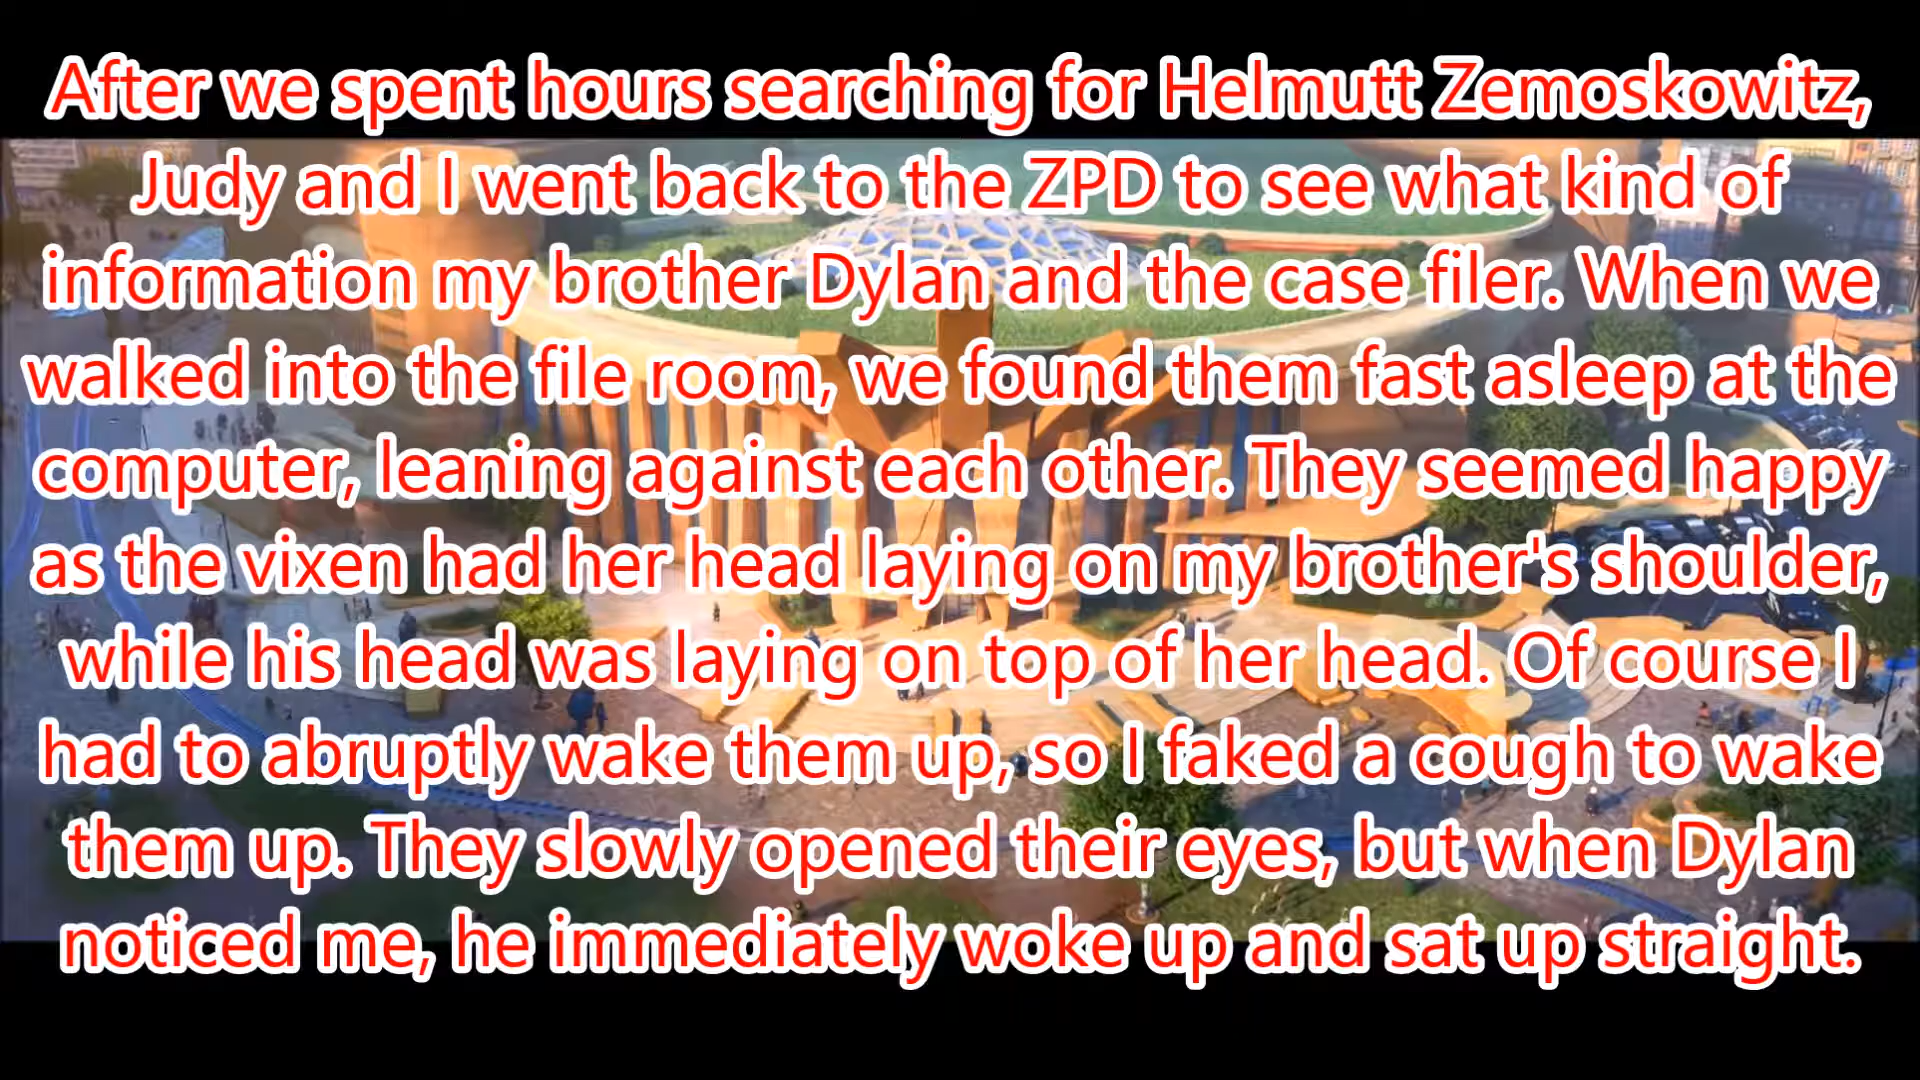 After we spent hours searching for Helmutt Zemoskowitz,
Judy and I went back to the ZPD to see what kind of
information my brother Dylan and the case filer. When we
walked into the file room, we found them fast asleep at the
computer, leaning against each other. They seemed happy
as the vixen had her head laying on my brother's shoulder,
while his head was laying on top of her head. Of course I
had to abruptly wake them up, so I faked a cough to wake
them up. They slowly opened their eyes, but when Dylan
noticed me, he immediately woke up and sat up straight.